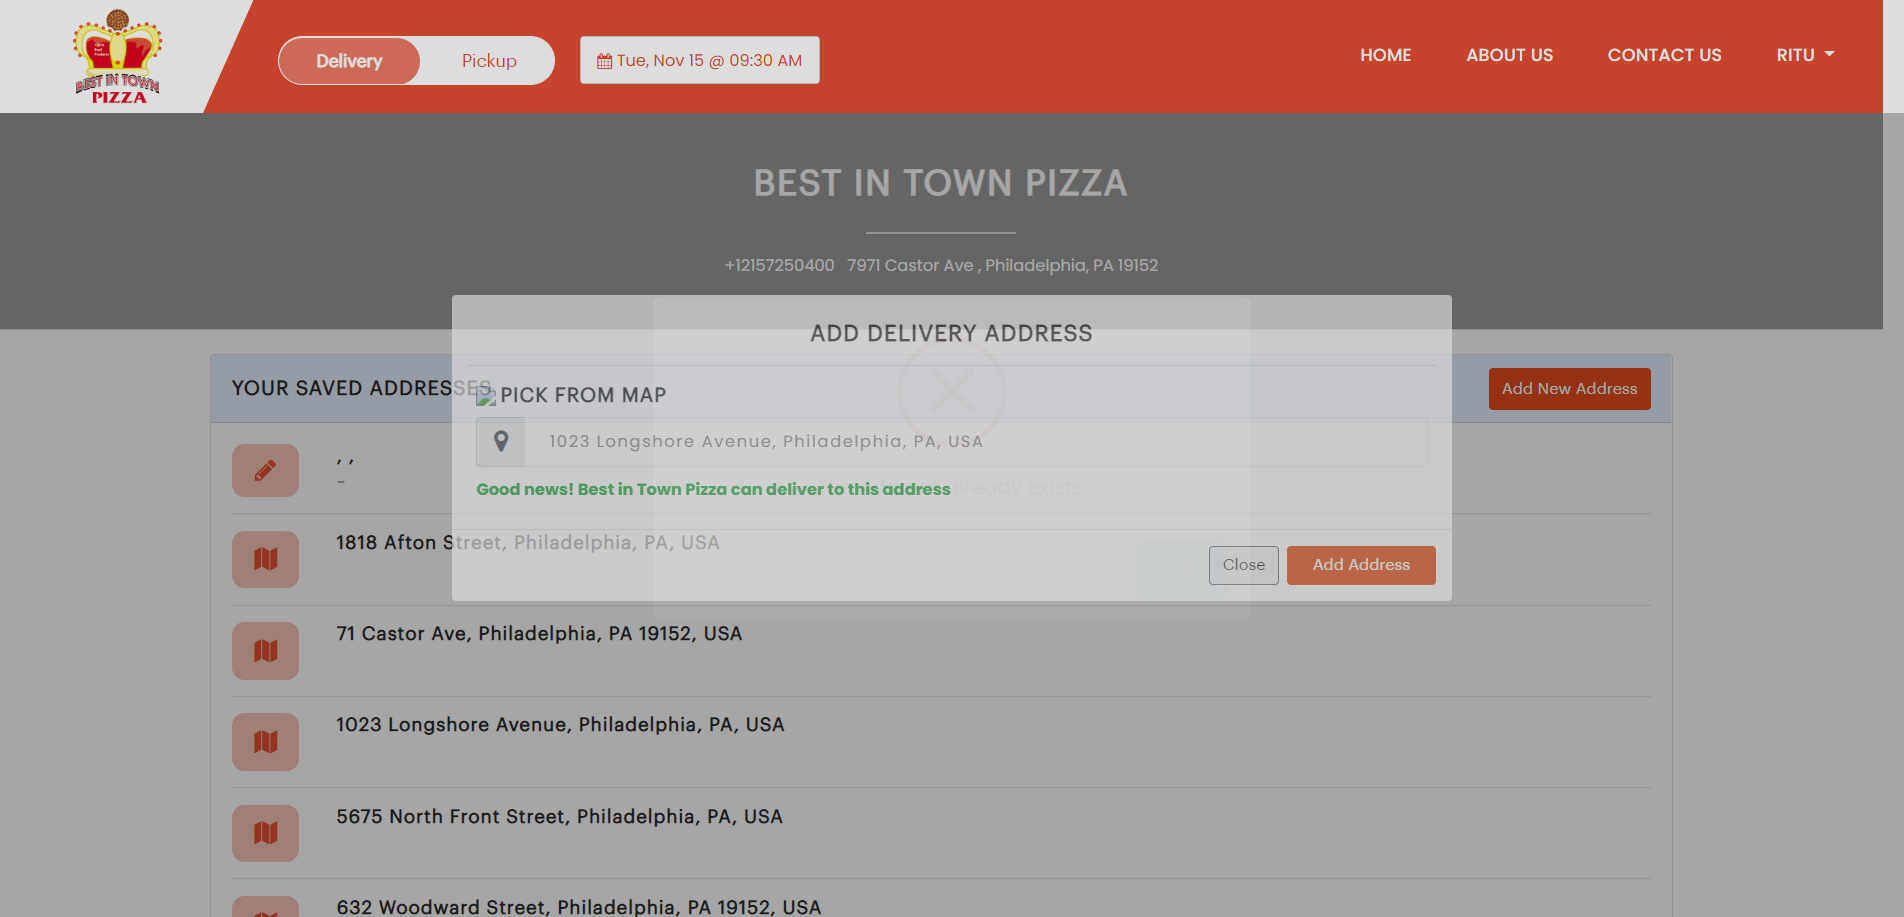 BEST IN TOWN
PIZZA
Delivery
Pickup
Tue, Nov 15 @ 09:30 AM
HOME
ABOUT US
CONTACT US
RITU
BEST IN TOWN PIZZA
+12157250400 7971 Castor Ave , Philadelphia, PA 19152
ADD DELIVERY ADDRESS
YOUR SAVED ADDRESSES
Add New Address
PICK FROM MAP
1023 Longshore Avenue, Philadelphia, PA, USA
, ,
-
Good news! Best in Town Pizza can deliver to this address
already exists.
1818 Afton Street, Philadelphia, PA, USA
Close
Add Address
71 Castor Ave, Philadelphia, PA 19152, USA
1023 Longshore Avenue, Philadelphia, PA, USA
5675 North Front Street, Philadelphia, PA, USA
632 Woodward Street, Philadelphia, PA 19152, USA